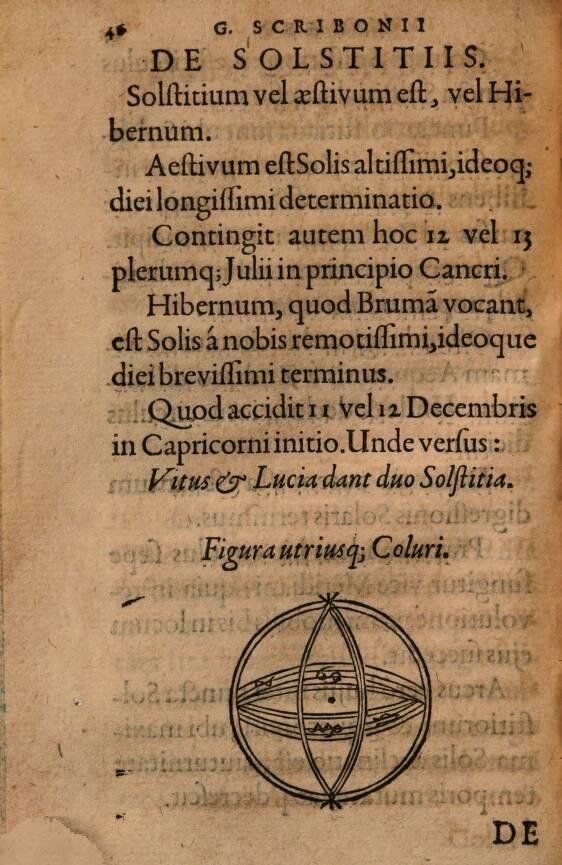 46 G. SCRIBONII
DE SOLSTITIIS.
Solſtitium vel æſtivum eſt, vel Hi-
bernum.
Aeſtivum eſt Solis altiſſimi, ideoq;
diei longiſſimi determinatio.
Contingit autem hoc 12 vel 13
plerumq; Julii in principio Cancri.
Hibernum, quod Brumã vocant,
eſt Solis á nobis remotiſſimi, ideoque
diei breviſſimi terminus.
Quod accidit 11 vel 12 Decembris
in Capricorni initio. Unde verſus:
Vitus & Lucia dant duo Solſtitia.
Figura utriusq; Coluri.
DE